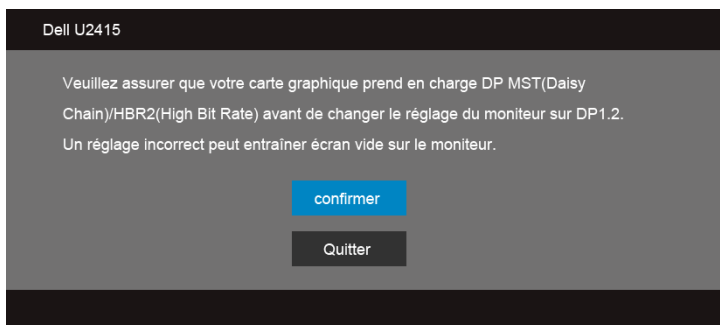 Dell U2415
Veuillez assurer que votre carte graphique prend en charge DP MST(Daisy
Chain)/HBR2(High Bit Rate) avant de changer le réglage du moniteur sur DP1.2.
Un réglage incorrect peut entraîner écran vide sur le moniteur.
confirmer
Quitter